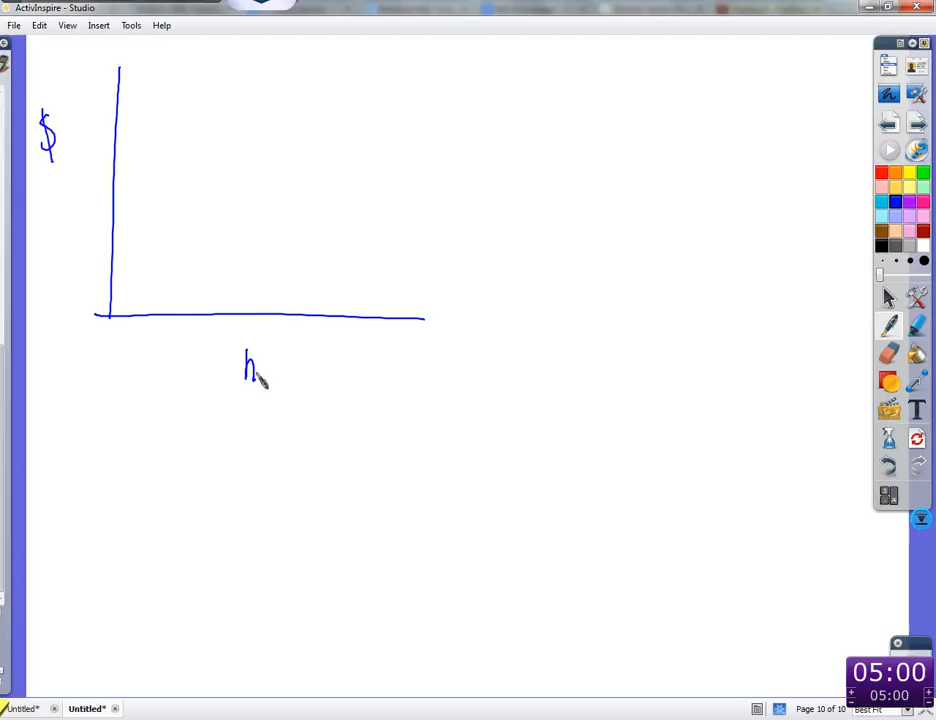 ActivInspire - Studio
File Edit View Insert Tools Help
$
h
05:00
05:00
Untitled* Untitled* Page 10 of 10 Best Fit